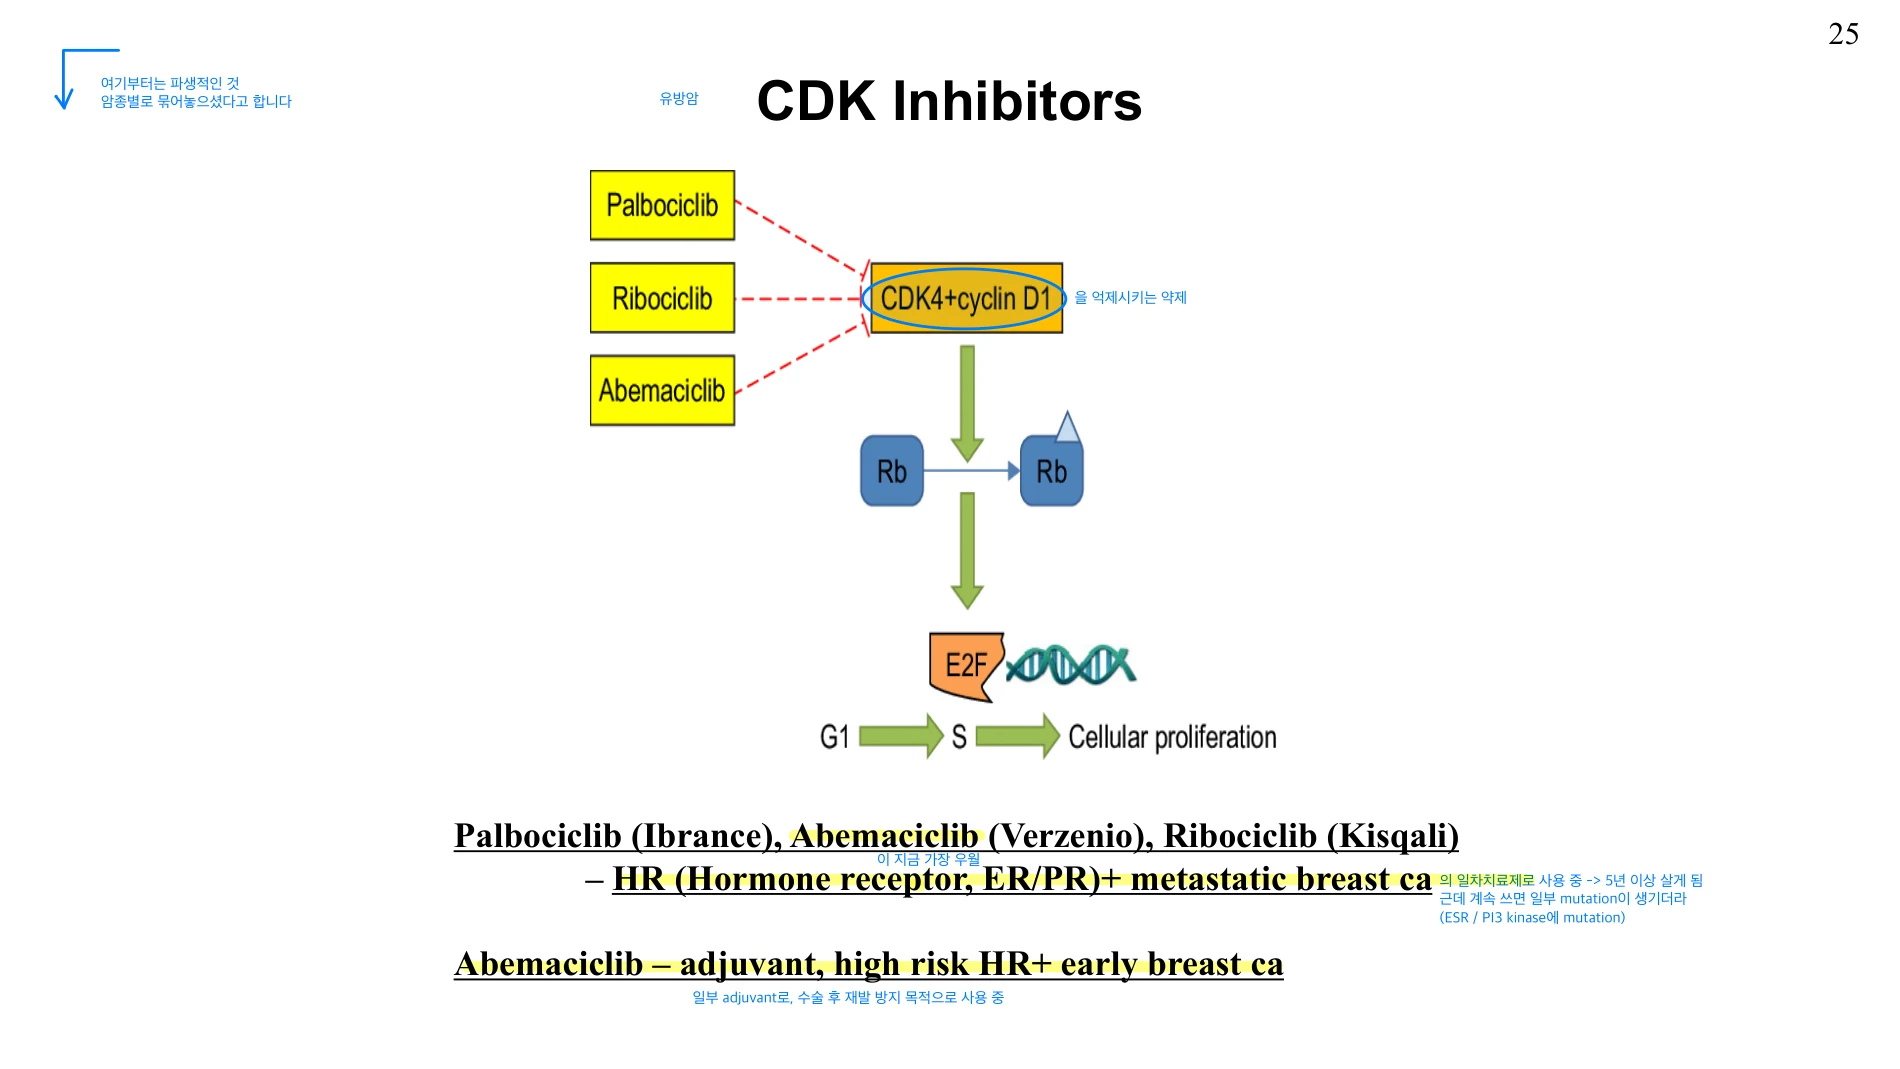 25
여기부터는 파생적인 것
암종별로 묶어놓으셨다고 합니다
유방암
CDK Inhibitors
Palbociclib
Ribociclib
CDK4+cyclin D1
을 억제시키는 약제
Abemaciclib
Rb
Rb
E2F
G1
S
Cellular proliferation
Palbociclib (Ibrance), Abemaciclib (Verzenio), Ribociclib (Kisqali)
이 지금 가장 우월
– HR (Hormone receptor, ER/PR)+ metastatic breast ca
의 일차치료제로 사용 중 -> 5년 이상 살게 됨
근데 계속 쓰면 일부 mutation이 생기더라
(ESR / PI3 kinase에 mutation)
Abemaciclib – adjuvant, high risk HR+ early breast ca
일부 adjuvant로, 수술 후 재발 방지 목적으로 사용 중